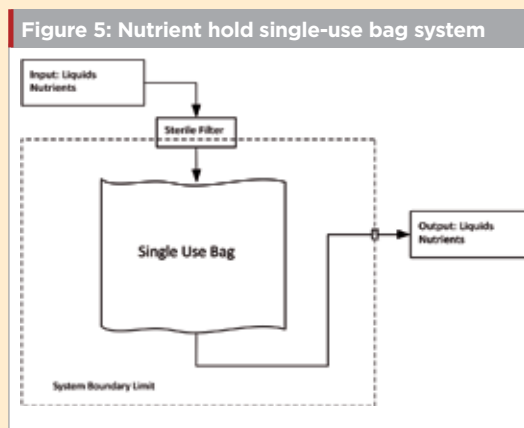 Figure 5: Nutrient hold single-use bag system
Input: Liquids
Nutrients
Sterile Filter
Single Use Bag
Output: Liquids
Nutrients
System Boundary Limit